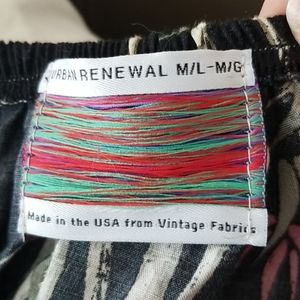 URBAN RENEWAL M/L-M/G
Made in the USA from Vintage Fabrics